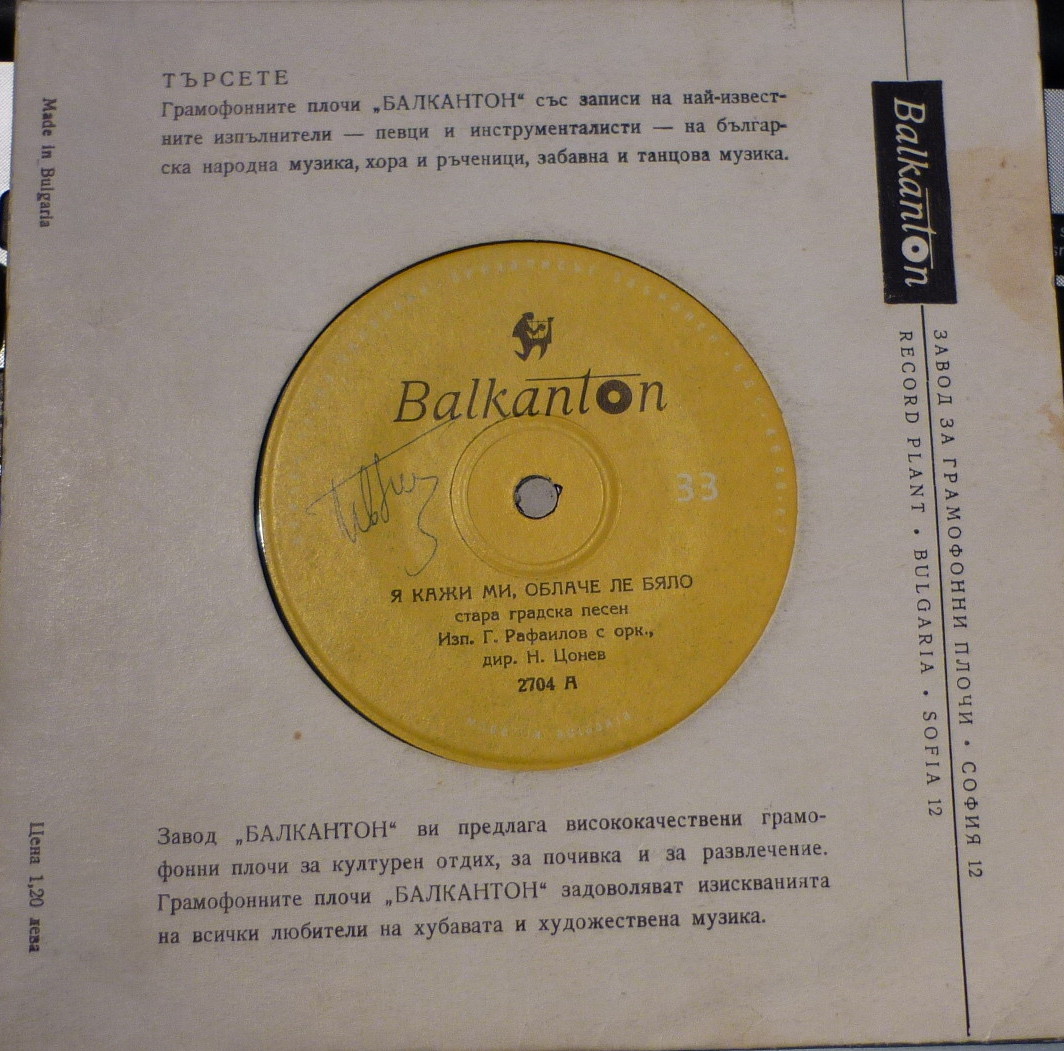 ТЪРСЕТЕ
Грамофонните плочи „БАЛКАНТОН“ със записи на най-извест-
ните изпълнители — певци и инструменталисти — на българ-
ска народна музика, хора и ръченици, забавна и танцова музика.
Made in Bulgaria
Balkanton
ЗАВОД ЗА ГРАМОФОННИ ПЛОЧИ • СОФИЯ 12
RECORD PLANT • BULGARIA • SOFIA 12
Balkanton
33
Я КАЖИ МИ, ОБЛАЧЕ ЛЕ БЯЛО
стара градска песен
Изп. Г. Рафаилов с орк.,
дир. Н. Цонев
2704 А
MADE IN BULGARIA
Завод „БАЛКАНТОН“ ви предлага висококачествени грамо-
фонни плочи за културен отдих, за почивка и за развлечение.
Грамофонните плочи „БАЛКАНТОН“ задоволяват изискванията
на всички любители на хубавата и художествена музика.
Цена 1,20 лева